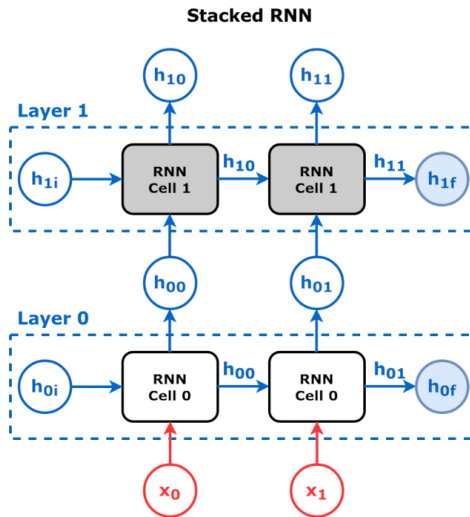 Stacked RNN
h10
h11
Layer 1
h1i
RNN
Cell 1
h10
RNN
Cell 1
h11
h1f
h00
h01
Layer 0
h0i
RNN
Cell 0
h00
RNN
Cell 0
h01
h0f
x0
x1